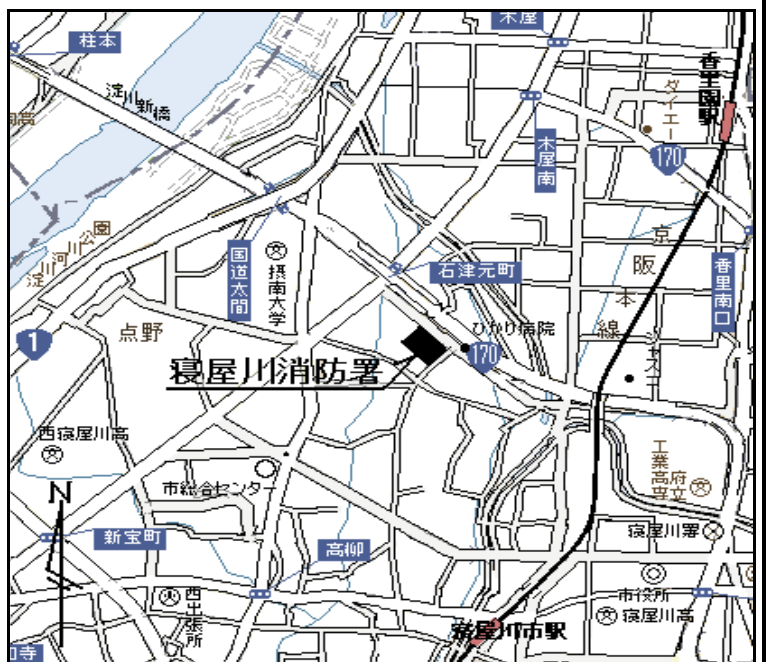 柱本
木屋
香里園駅
ダイエー
淀川新橋
木屋南
170
国道太間
摂南大学
石津元町
京阪本線
香里南口
淀川河川公園
1
点野
ひかり病院
170
ジャスコ
寝屋川消防署
西寝屋川高
市総合センター
府立
工業高専
N
新宝町
高柳
寝屋川署
市役所
寝屋川高
西出張所
寝屋川市駅